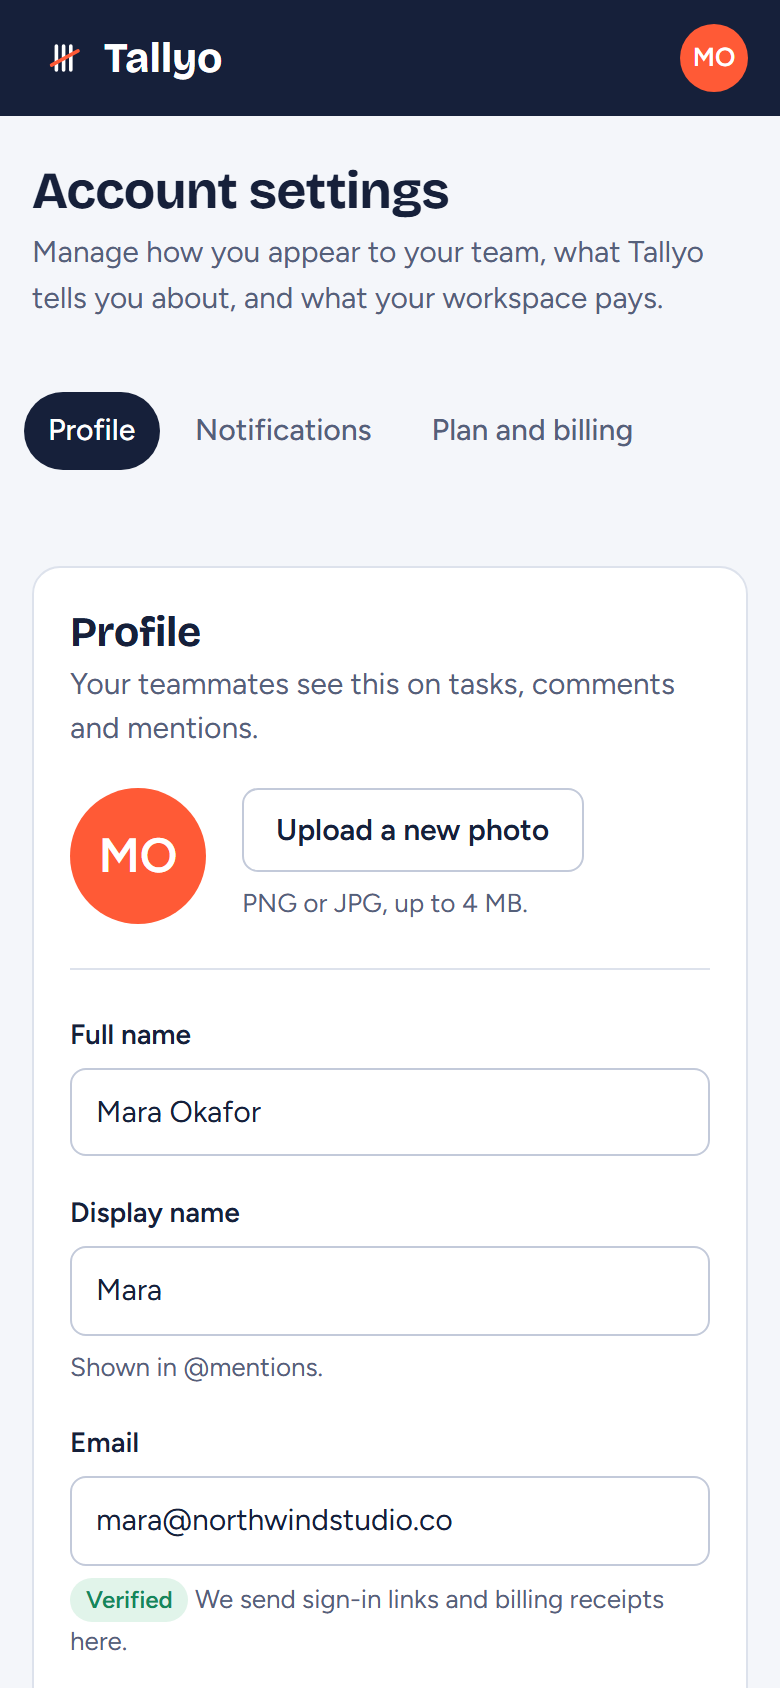 Tallyo
MO
Account settings
Manage how you appear to your team, what Tallyo
tells you about, and what your workspace pays.
Profile
Notifications
Plan and billing
Profile
Your teammates see this on tasks, comments
and mentions.
MO
Upload a new photo
PNG or JPG, up to 4 MB.
Full name
Mara Okafor
Display name
Mara
Shown in @mentions.
Email
mara@northwindstudio.co
Verified We send sign-in links and billing receipts
here.